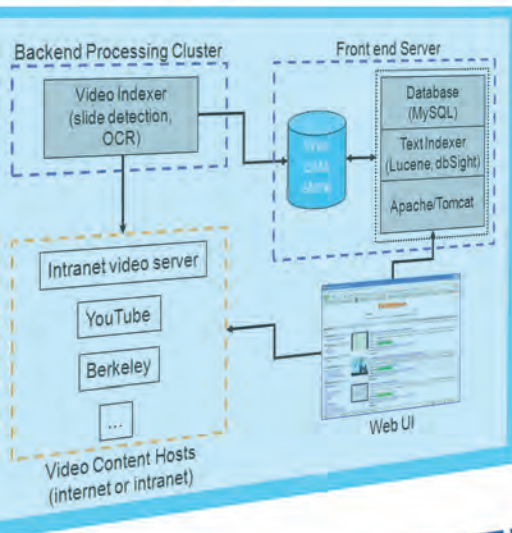 Backend Processing Cluster
Front end Server
Video Indexer
(slide detection,
OCR)
Database
(MySQL)
Text Indexer
(Lucene, dbSight)
Apache/Tomcat
Intranet video server
YouTube
Berkeley
...
Web UI
Video Content Hosts
(internet or intranet)